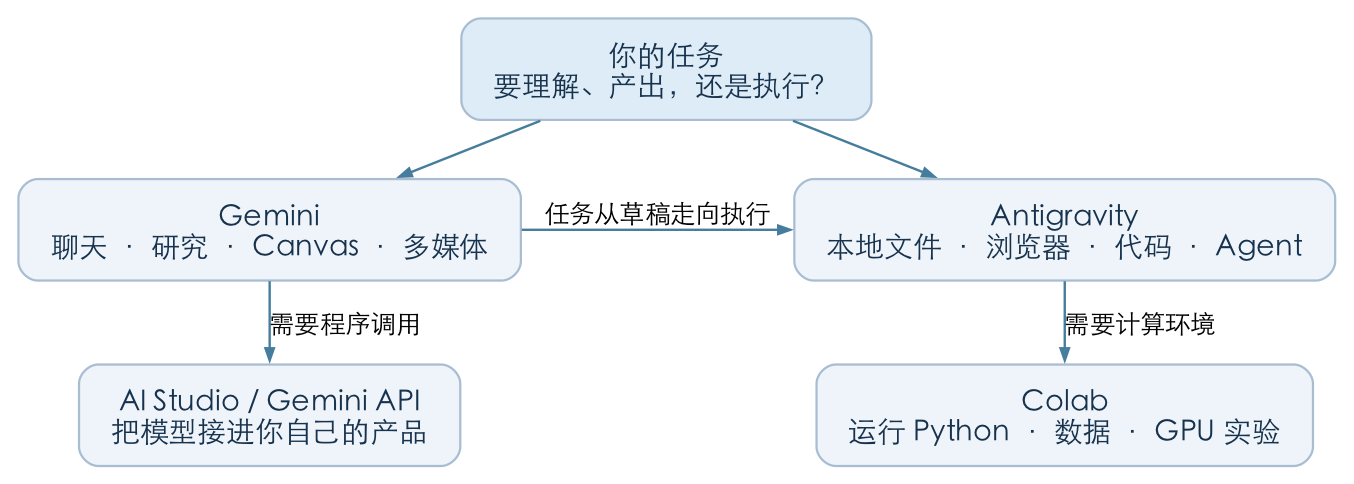 你的任务
要理解、产出，还是执行？
Gemini
聊天 · 研究 · Canvas · 多媒体
任务从草稿走向执行
Antigravity
本地文件 · 浏览器 · 代码 · Agent
需要程序调用
需要计算环境
AI Studio / Gemini API
把模型接进你自己的产品
Colab
运行 Python · 数据 · GPU 实验